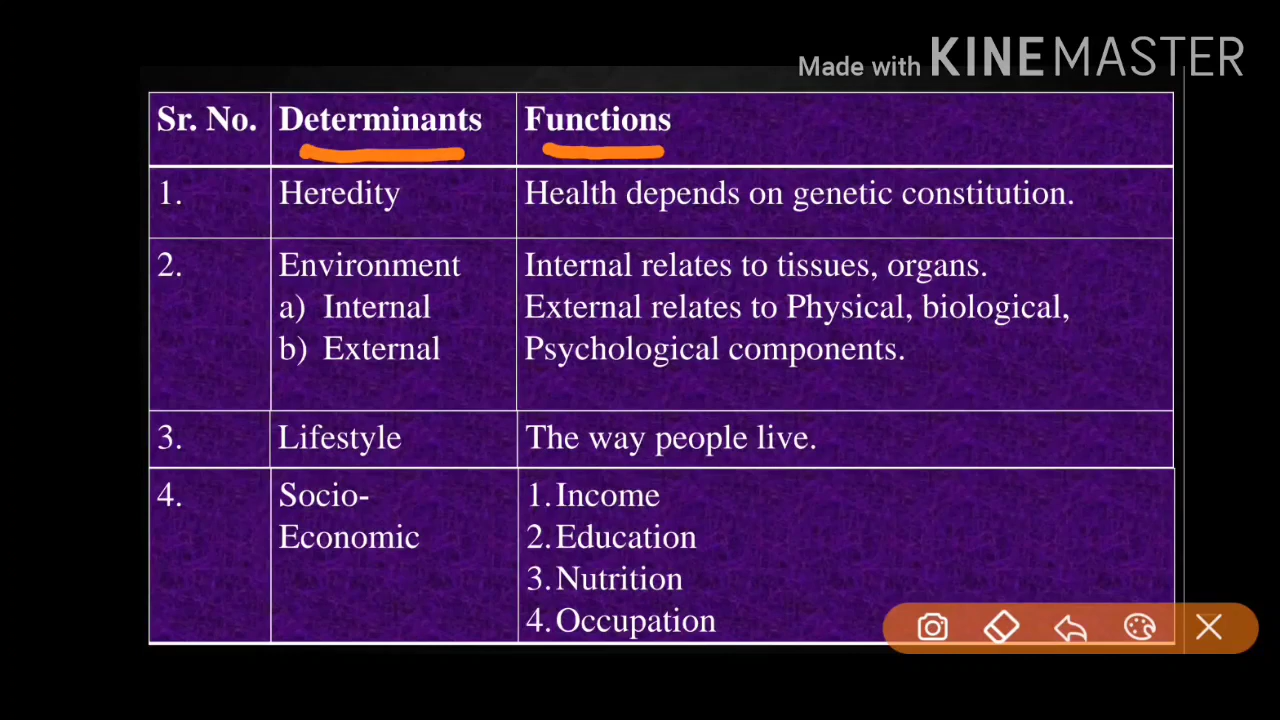 Made with KINEMASTER
Sr. No. Determinants Functions
1. Heredity Health depends on genetic constitution.
2. Environment Internal relates to tissues, organs.
a) Internal External relates to Physical, biological,
b) External Psychological components.
3. Lifestyle The way people live.
4. Socio- 1. Income
Economic 2. Education
3. Nutrition
4. Occupation